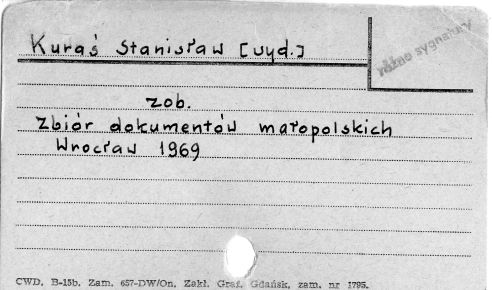 Kuraś Stanisław [wyd.]
różne sygnatury
zob.
Zbiór dokumentów małopolskich
Wrocław 1969
CWD. B-15b. Zam. 657-DW/On. Zakł. Graf. Gdańsk, zam. nr 1795.